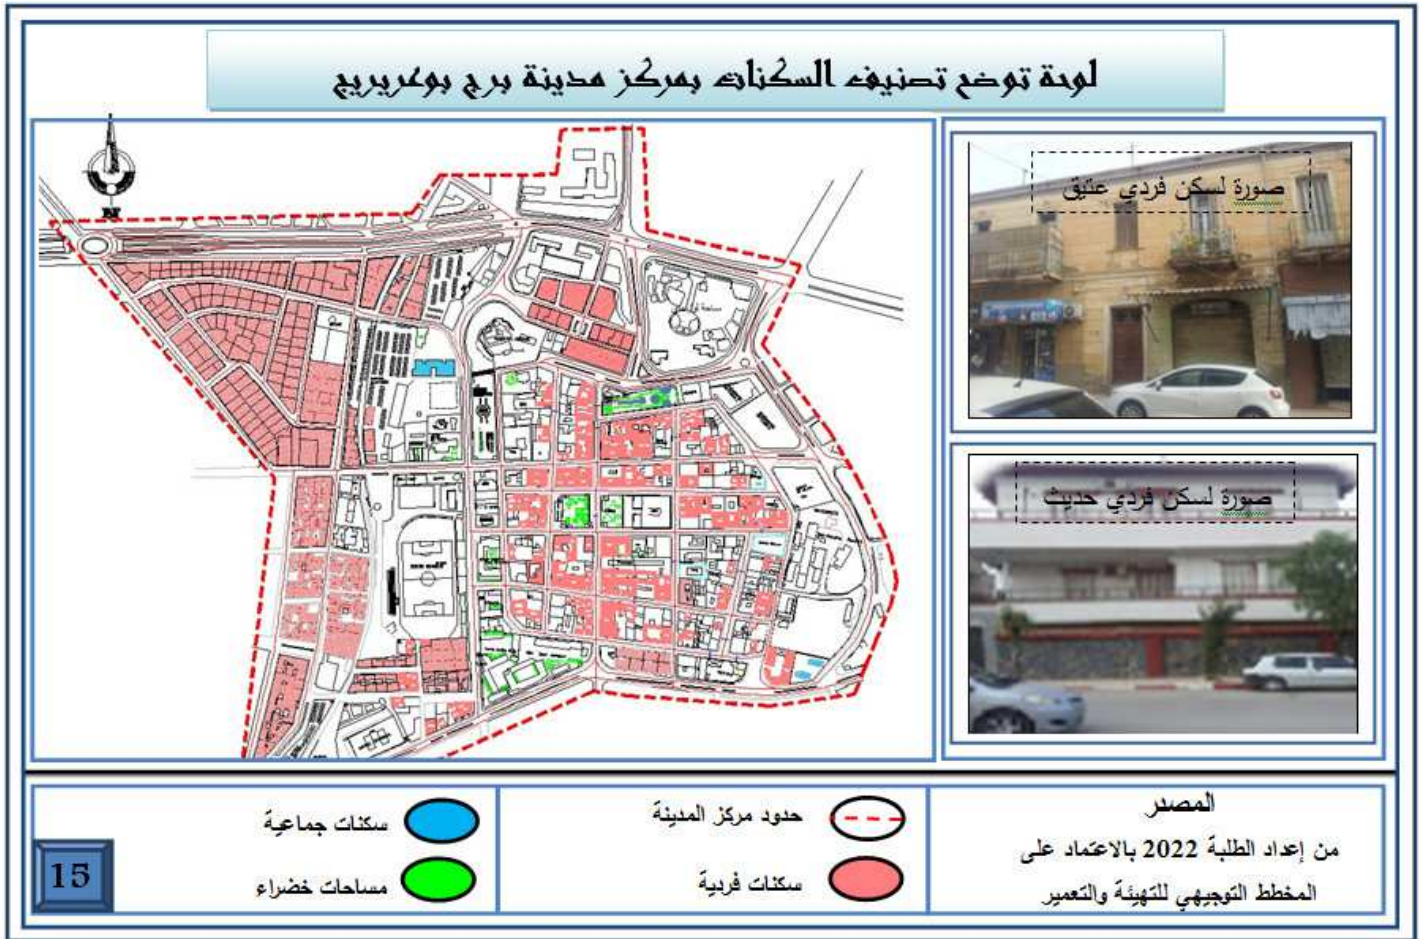 لوحة توضح تصنيف السكنات بمركز مدينة برج بوعريريج
صورة لسكن فردي عتيق
صورة لسكن فردي حديث
المصدر
من إعداد الطلبة 2022 بالاعتماد على
المخطط التوجيهي للتهيئة والتعمير
حدود مركز المدينة
سكنات فردية
سكنات جماعية
مساحات خضراء
15